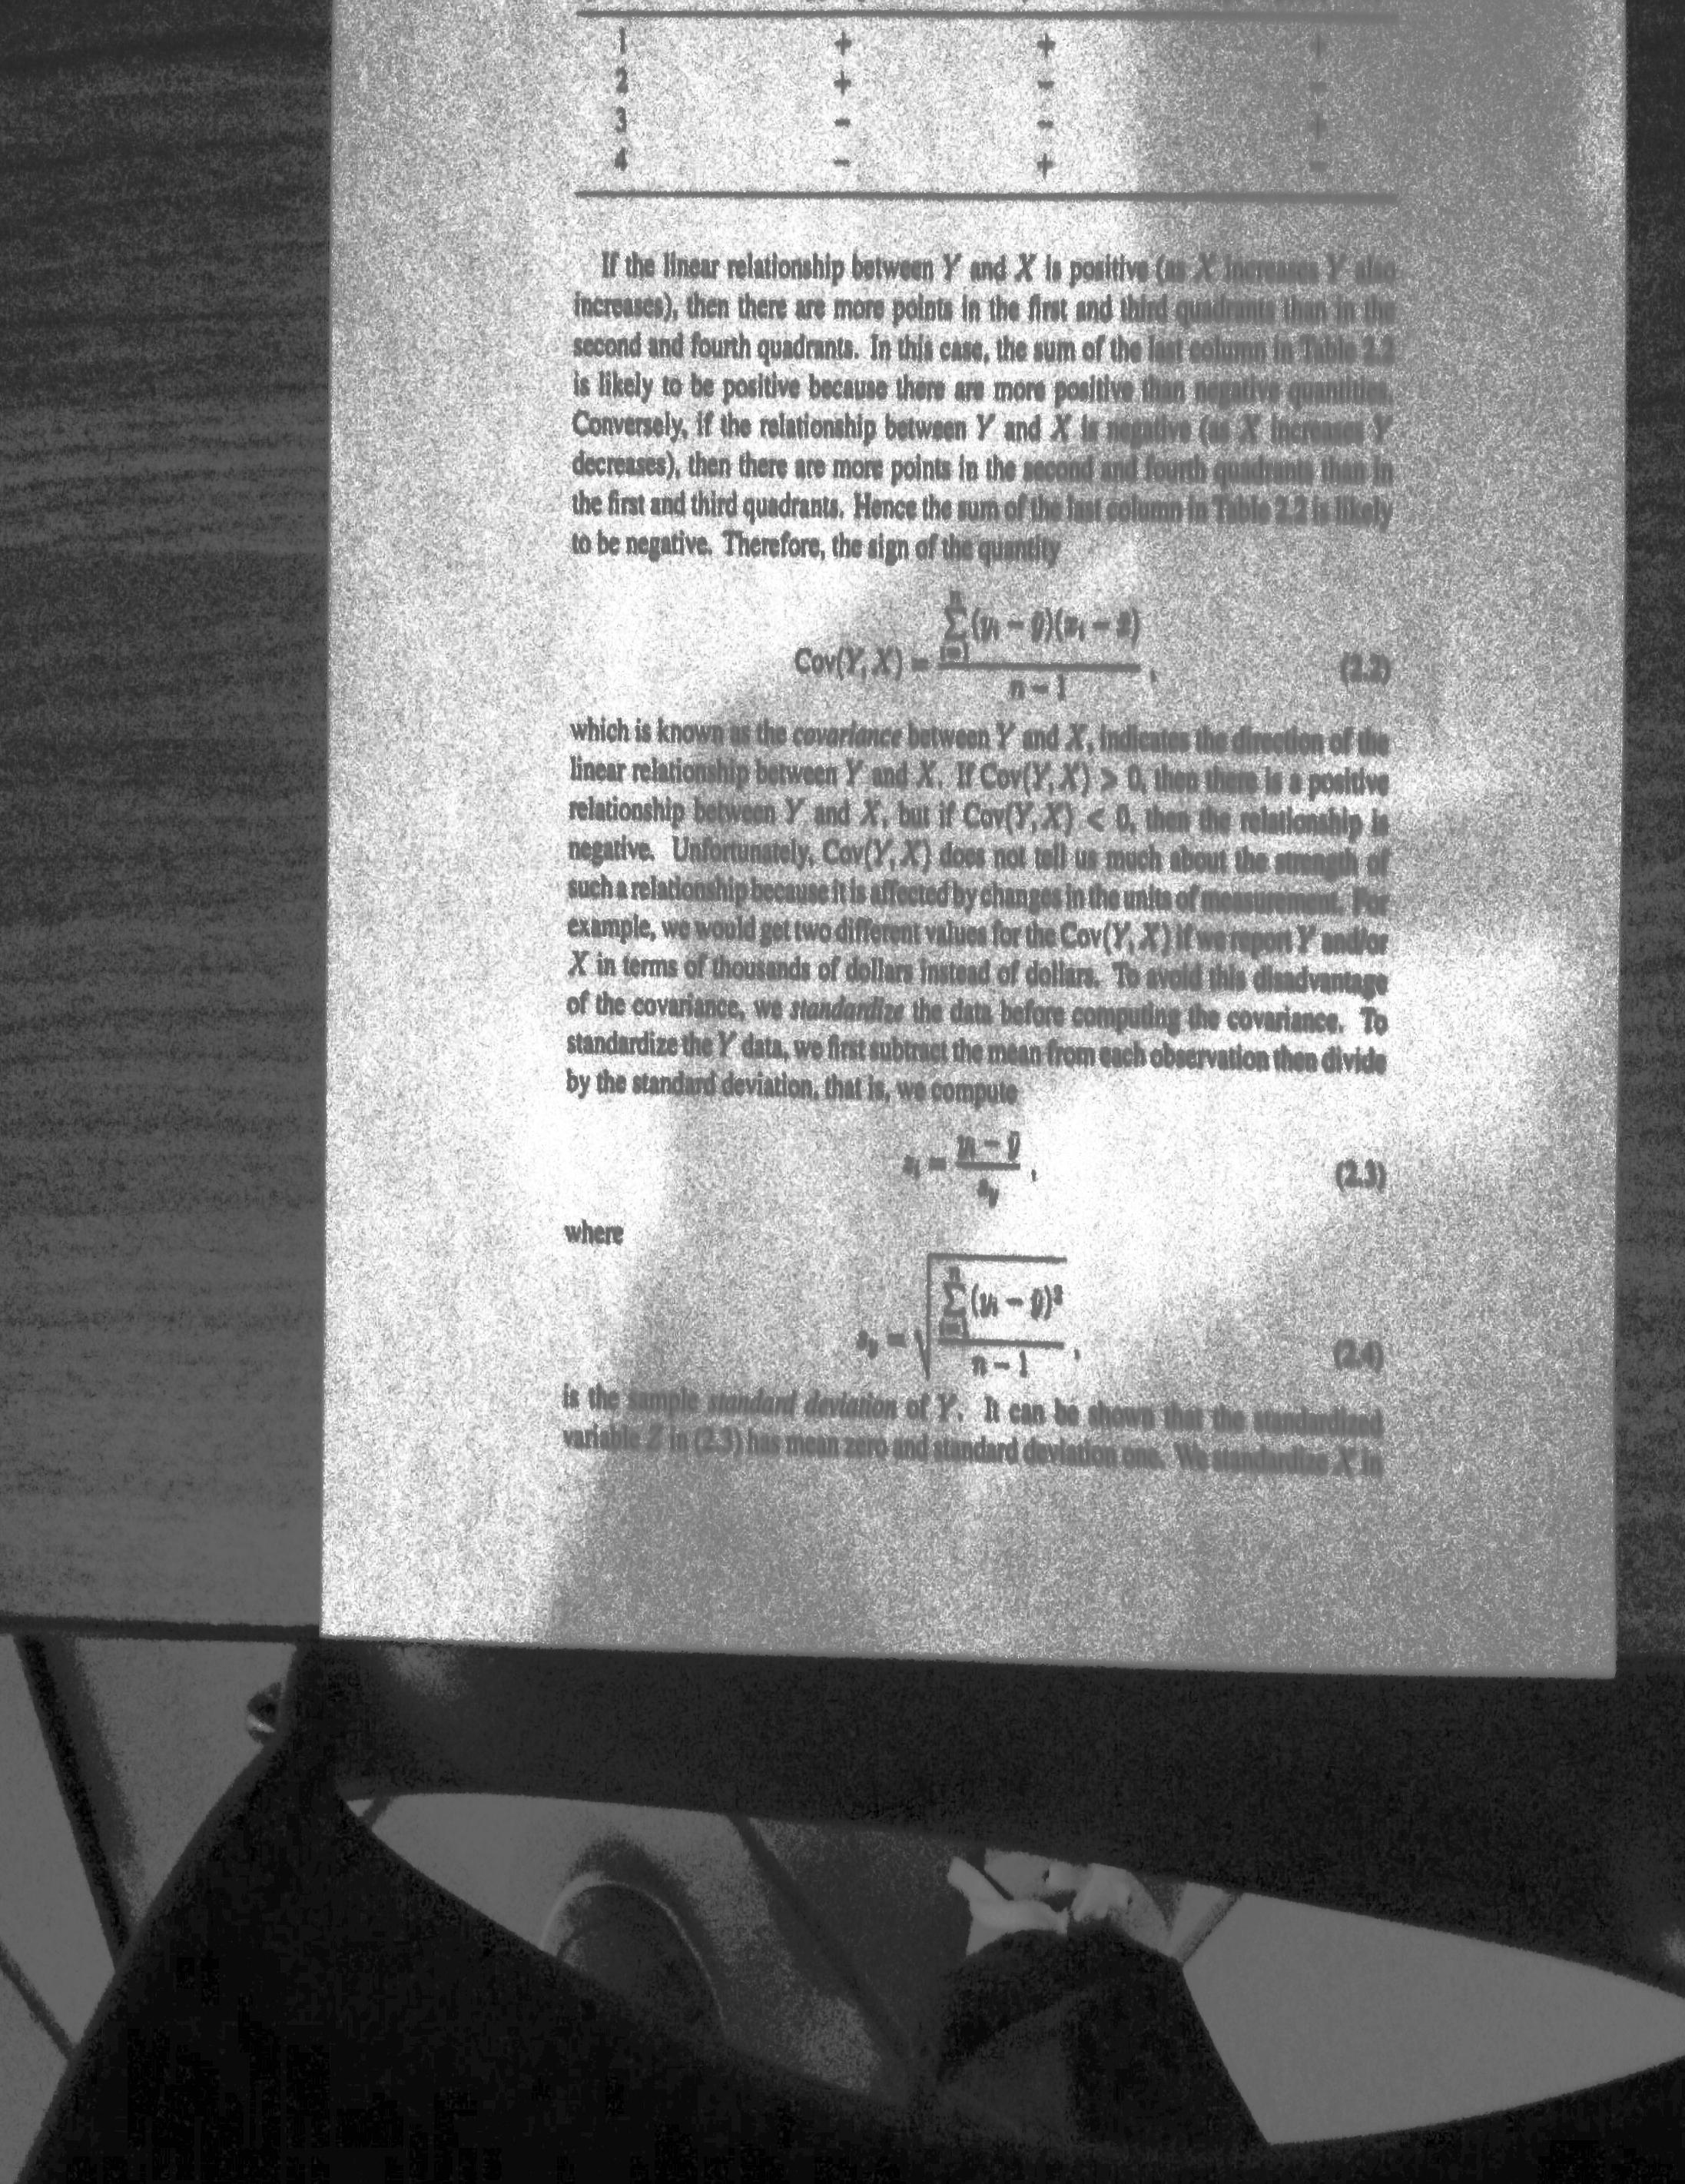 1 + + +
2 + - -
3 - - +
4 - + -
If the linear relationship between Y and X is positive (as X increases Y also
increases), then there are more points in the first and third quadrants than in the
second and fourth quadrants. In this case, the sum of the last column in Table 2.2
is likely to be positive because there are more positive than negative quantities.
Conversely, if the relationship between Y and X is negative (as X increases Y
decreases), then there are more points in the second and fourth quadrants than in
the first and third quadrants. Hence the sum of the last column in Table 2.2 is likely
to be negative. Therefore, the sign of the quantity
Cov(Y, X) = \frac{\sum_{i=1}^{n} (y_i - ȳ)(x_i - x̄)}{n - 1}, (2.2)
which is known as the covariance between Y and X, indicates the direction of the
linear relationship between Y and X. If Cov(Y, X) > 0, then there is a positive
relationship between Y and X, but if Cov(Y, X) < 0, then the relationship is
negative. Unfortunately, Cov(Y, X) does not tell us much about the strength of
such a relationship because it is affected by changes in the units of measurement. For
example, we would get two different values for the Cov(Y, X) if we report Y and/or
X in terms of thousands of dollars instead of dollars. To avoid this disadvantage
of the covariance, we standardize the data before computing the covariance. To
standardize the Y data, we first subtract the mean from each observation then divide
by the standard deviation, that is, we compute
z_i = \frac{y_i - ȳ}{s_y}, (2.3)
where
s_y = \sqrt{\frac{\sum_{i=1}^{n} (y_i - ȳ)^2}{n - 1}}, (2.4)
is the sample standard deviation of Y. It can be shown that the standardized
variable Z in (2.3) has mean zero and standard deviation one. We standardize X in